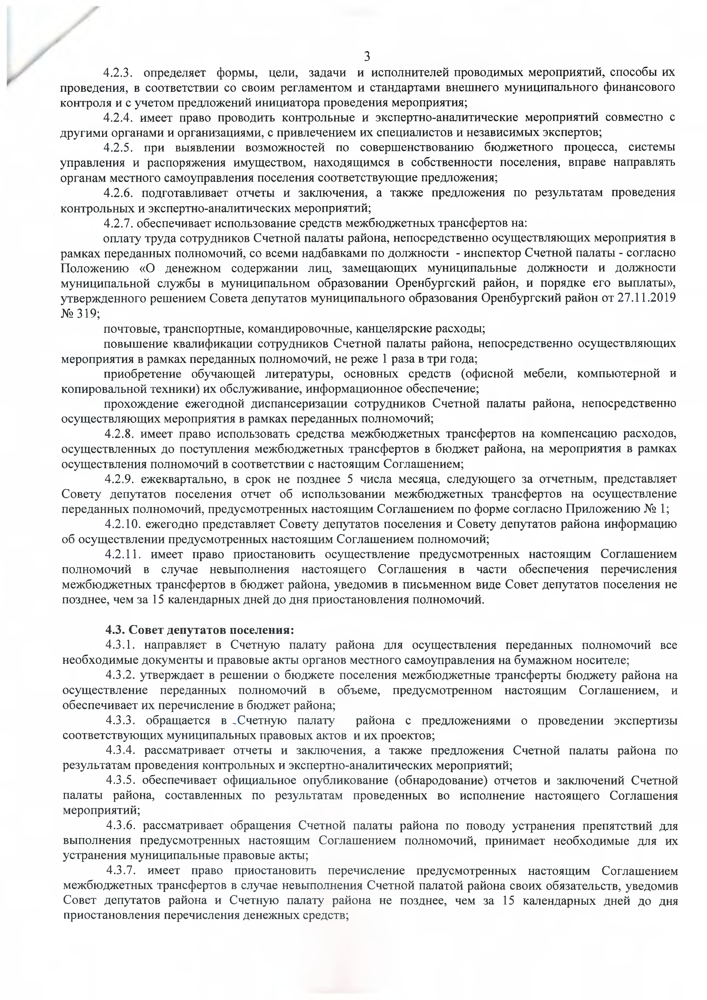 3
4.2.3. определяет формы, цели, задачи и исполнителей проводимых мероприятий, способы их
проведения, в соответствии со своим регламентом и стандартами внешнего муниципального финансового
контроля и с учетом предложений инициатора проведения мероприятия;
4.2.4. имеет право проводить контрольные и экспертно-аналитические мероприятий совместно с
другими органами и организациями, с привлечением их специалистов и независимых экспертов;
4.2.5. при выявлении возможностей по совершенствованию бюджетного процесса, системы
управления и распоряжения имуществом, находящимся в собственности поселения, вправе направлять
органам местного самоуправления поселения соответствующие предложения;
4.2.6. подготавливает отчеты и заключения, а также предложения по результатам проведения
контрольных и экспертно-аналитических мероприятий;
4.2.7. обеспечивает использование средств межбюджетных трансфертов на:
оплату труда сотрудников Счетной палаты района, непосредственно осуществляющих мероприятия в
рамках переданных полномочий, со всеми надбавками по должности - инспектор Счетной палаты - согласно
Положению «О денежном содержании лиц, замещающих муниципальные должности и должности
муниципальной службы в муниципальном образовании Оренбургский район, и порядке его выплаты»,
утвержденного решением Совета депутатов муниципального образования Оренбургский район от 27.11.2019
№ 319;
почтовые, транспортные, командировочные, канцелярские расходы;
повышение квалификации сотрудников Счетной палаты района, непосредственно осуществляющих
мероприятия в рамках переданных полномочий, не реже 1 раза в три года;
приобретение обучающей литературы, основных средств (офисной мебели, компьютерной и
копировальной техники) их обслуживание, информационное обеспечение;
прохождение ежегодной диспансеризации сотрудников Счетной палаты района, непосредственно
осуществляющих мероприятия в рамках переданных полномочий;
4.2.8. имеет право использовать средства межбюджетных трансфертов на компенсацию расходов,
осуществленных до поступления межбюджетных трансфертов в бюджет района, на мероприятия в рамках
осуществления полномочий в соответствии с настоящим Соглашением;
4.2.9. ежеквартально, в срок не позднее 5 числа месяца, следующего за отчетным, представляет
Совету депутатов поселения отчет об использовании межбюджетных трансфертов на осуществление
переданных полномочий, предусмотренных настоящим Соглашением по форме согласно Приложению № 1;
4.2.10. ежегодно представляет Совету депутатов поселения и Совету депутатов района информацию
об осуществлении предусмотренных настоящим Соглашением полномочий;
4.2.11. имеет право приостановить осуществление предусмотренных настоящим Соглашением
полномочий в случае невыполнения настоящего Соглашения в части обеспечения перечисления
межбюджетных трансфертов в бюджет района, уведомив в письменном виде Совет депутатов поселения не
позднее, чем за 15 календарных дней до дня приостановления полномочий.
4.3. Совет депутатов поселения:
4.3.1. направляет в Счетную палату района для осуществления переданных полномочий все
необходимые документы и правовые акты органов местного самоуправления на бумажном носителе;
4.3.2. утверждает в решении о бюджете поселения межбюджетные трансферты бюджету района на
осуществление переданных полномочий в объеме, предусмотренном настоящим Соглашением, и
обеспечивает их перечисление в бюджет района;
4.3.3. обращается в Счетную палату района с предложениями о проведении экспертизы
соответствующих муниципальных правовых актов и их проектов;
4.3.4. рассматривает отчеты и заключения, а также предложения Счетной палаты района по
результатам проведения контрольных и экспертно-аналитических мероприятий;
4.3.5. обеспечивает официальное опубликование (обнародование) отчетов и заключений Счетной
палаты района, составленных по результатам проведенных во исполнение настоящего Соглашения
мероприятий;
4.3.6. рассматривает обращения Счетной палаты района по поводу устранения препятствий для
выполнения предусмотренных настоящим Соглашением полномочий, принимает необходимые для их
устранения муниципальные правовые акты;
4.3.7. имеет право приостановить перечисление предусмотренных настоящим Соглашением
межбюджетных трансфертов в случае невыполнения Счетной палатой района своих обязательств, уведомив
Совет депутатов района и Счетную палату района не позднее, чем за 15 календарных дней до дня
приостановления перечисления денежных средств;